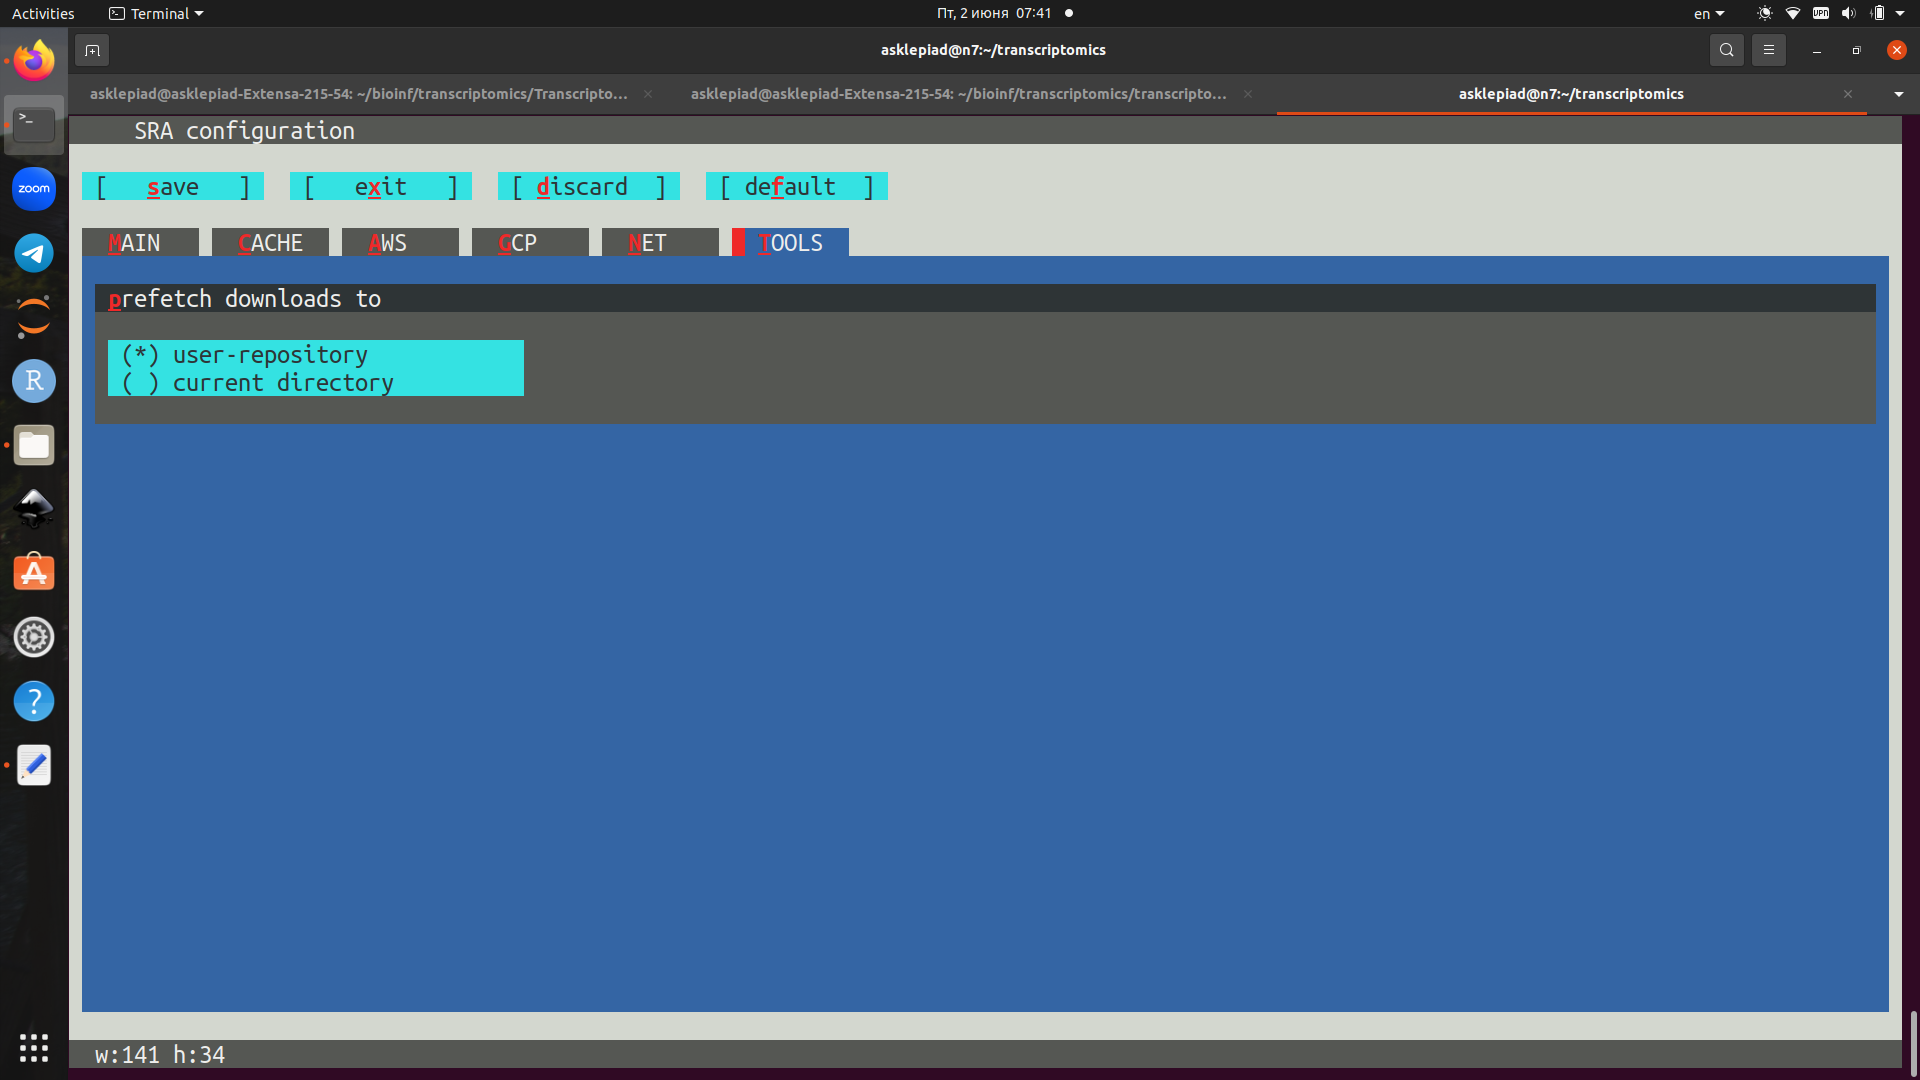 Activities Terminal Пт, 2 июня 07:41 en VPN
asklepiad@n7:~/transcriptomics
asklepiad@asklepiad-Extensa-215-54: ~/bioinf/transcriptomics/Transcripto... asklepiad@asklepiad-Extensa-215-54: ~/bioinf/transcriptomics/transcripto... asklepiad@n7:~/transcriptomics
SRA configuration
[ save ] [ exit ] [ discard ] [ default ]
MAIN CACHE AWS GCP NET TOOLS
prefetch downloads to
(*) user-repository
( ) current directory
w:141 h:34
zoom
R
?